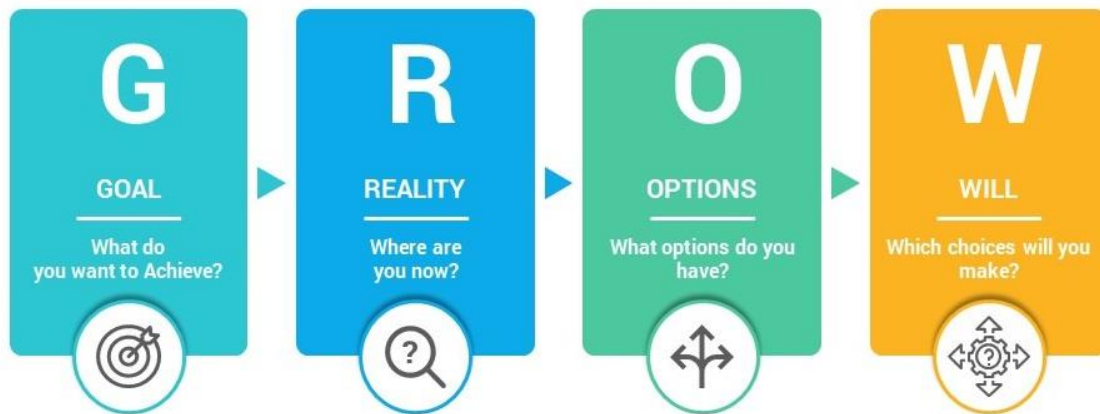 G
GOAL
What do
you want to Achieve?
R
REALITY
Where are
you now?
?
O
OPTIONS
What options do you
have?
W
WILL
Which choices will you
make?
?